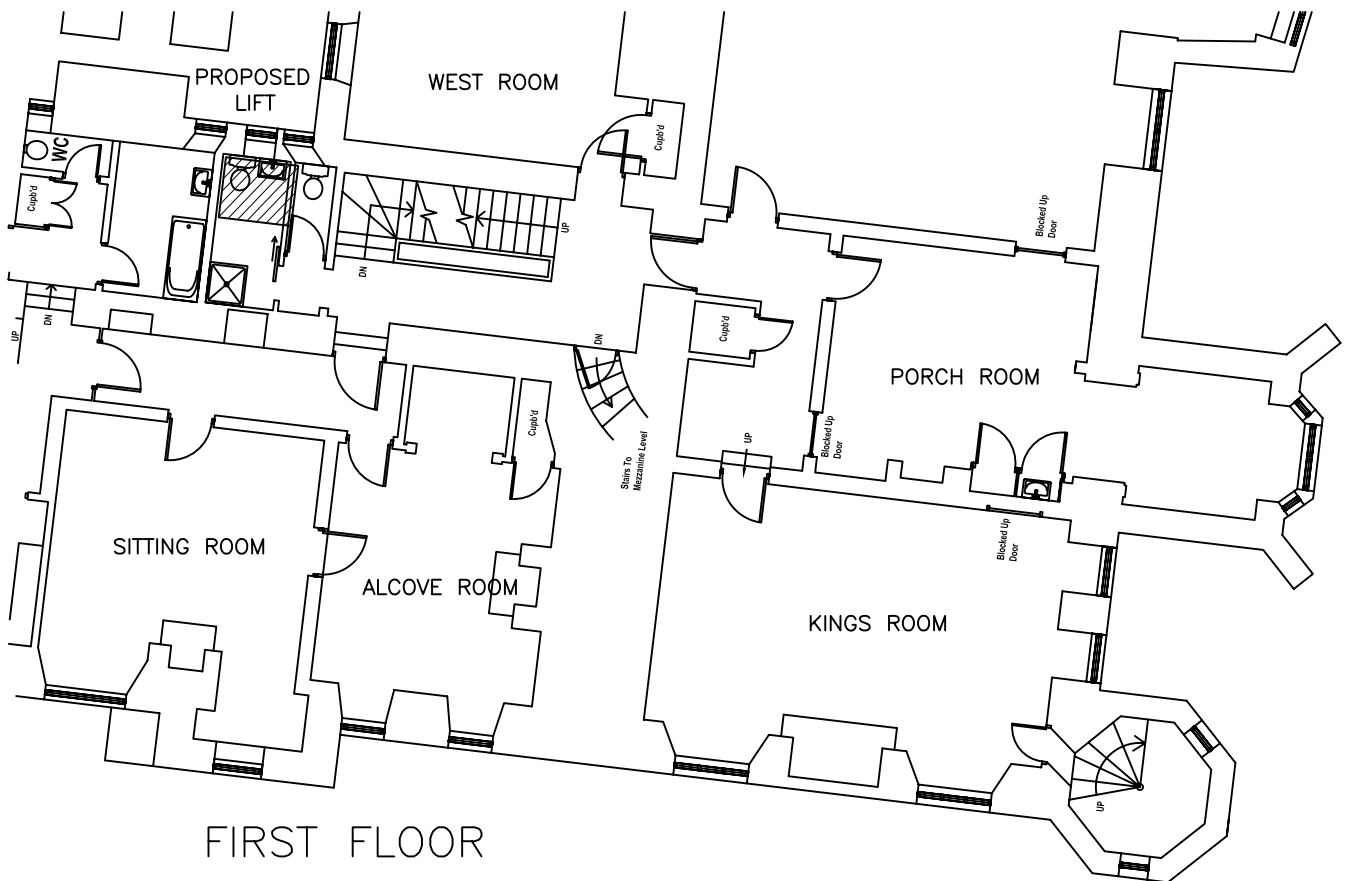 PROPOSED
LIFT
WEST ROOM
WC
Cupb'd
Cupb'd
UP
DN
Blocked Up
Door
DN
UP
DN
Cupb'd
PORCH ROOM
Cupb'd
Stairs To
Mezzanine Level
UP
Blocked Up
Door
SITTING ROOM
ALCOVE ROOM
Blocked Up
Door
KINGS ROOM
UP
FIRST FLOOR